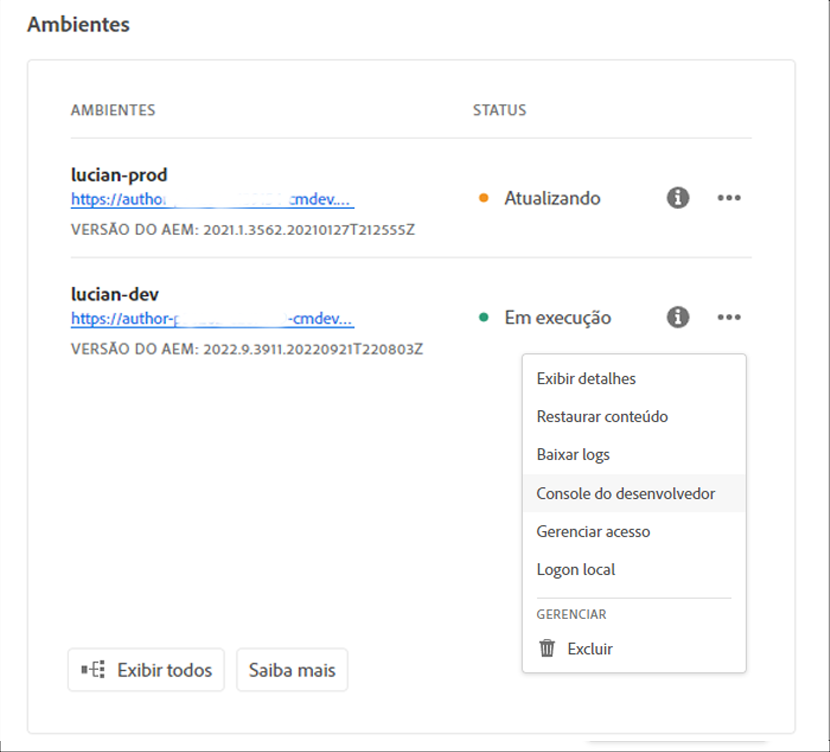 Ambientes
AMBIENTES STATUS
lucian-prod
https://author cmdev....
Atualizando
VERSÃO DO AEM: 2021.1.3562.20210127T212555Z
lucian-dev
https://author-p -cmdev...
Em execução
VERSÃO DO AEM: 2022.9.3911.20220921T220803Z
Exibir detalhes
Restaurar conteúdo
Baixar logs
Console do desenvolvedor
Gerenciar acesso
Logon local
GERENCIAR
Excluir
Exibir todos
Saiba mais